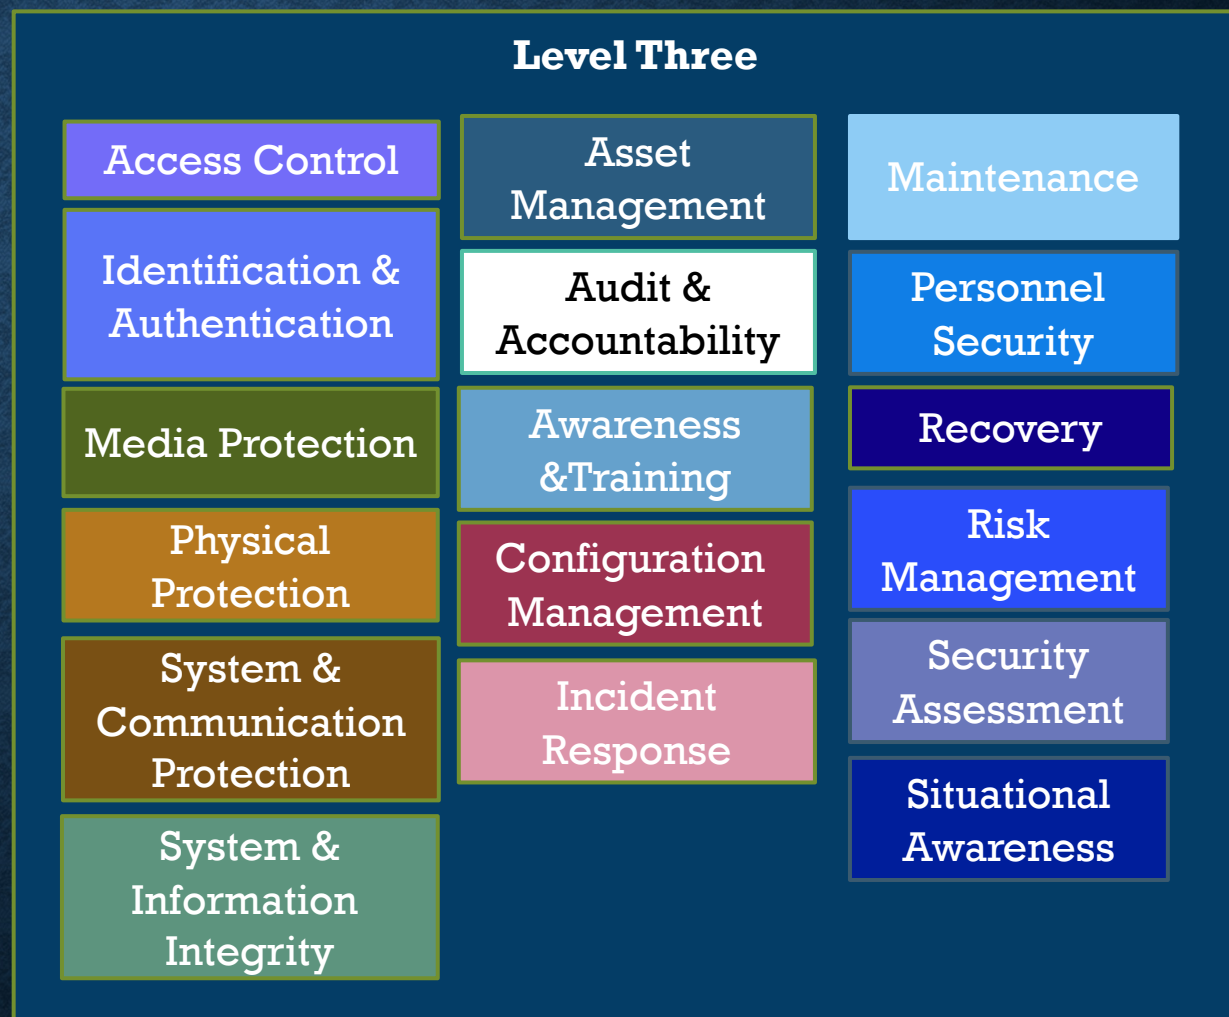 Level Three
Access Control
Identification &
Authentication
Media Protection
Physical
Protection
System &
Communication
Protection
System &
Information
Integrity
Asset
Management
Audit &
Accountability
Awareness
&Training
Configuration
Management
Incident
Response
Maintenance
Personnel
Security
Recovery
Risk
Management
Security
Assessment
Situational
Awareness